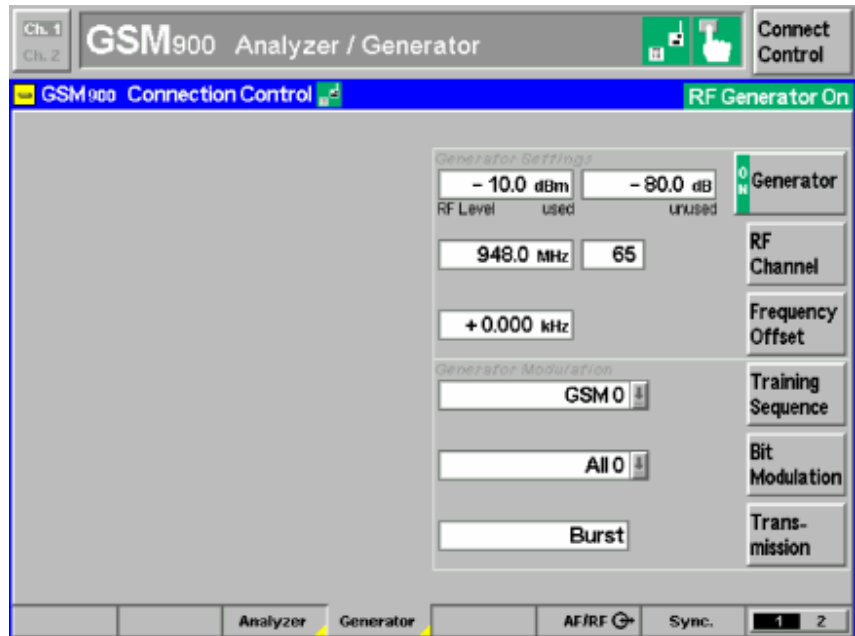 Ch. 1
Ch. 2
GSM900 Analyzer / Generator
Connect
Control
GSM900 Connection Control
RF Generator On
Generator Settings
– 10.0 dBm
– 80.0 dB
RF Level used
unused
ON
Generator
948.0 MHz
65
RF
Channel
+ 0.000 kHz
Frequency
Offset
Generator Modulation
GSM 0
Training
Sequence
All 0
Bit
Modulation
Burst
Trans-
mission
Analyzer
Generator
AF/RF
Sync.
1 2